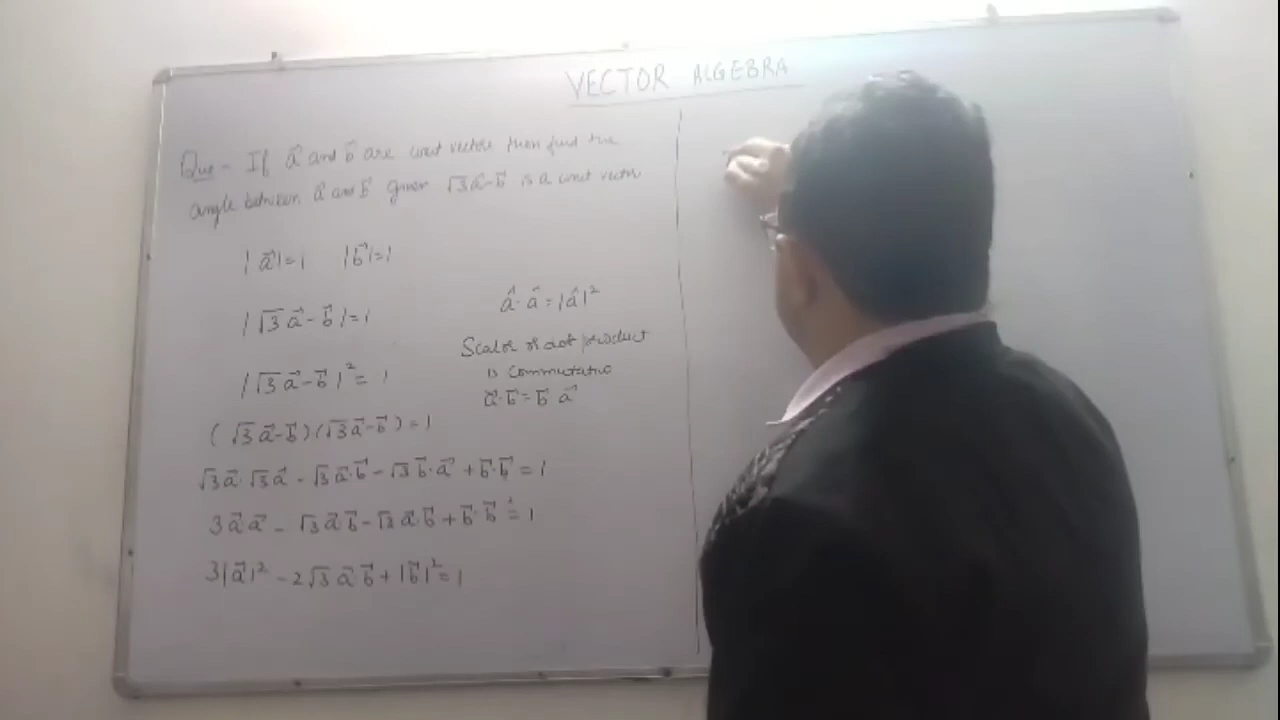 VECTOR ALGEBRA
Que - If a⃗ and b⃗ are unit vector then find the
angle between a⃗ and b⃗ given √3a⃗-b⃗ is a unit vector
|a⃗|=1 |b⃗|=1
|√3a⃗-b⃗|=1
|√3a⃗-b⃗|²=1
(√3a⃗-b⃗)(√3a⃗-b⃗)=1
√3a⃗·√3a⃗ - √3a⃗·b⃗ - √3b⃗·a⃗ + b⃗·b⃗ = 1
3a⃗a⃗ - √3a⃗b⃗ - √3a⃗·b⃗ + b⃗·b⃗ = 1
3|a⃗|² - 2√3a⃗b⃗ + |b⃗|² = 1
a⃗·a⃗ = |a⃗|²
Scalar or dot product
is commutative
a⃗·b⃗ = b⃗ a⃗